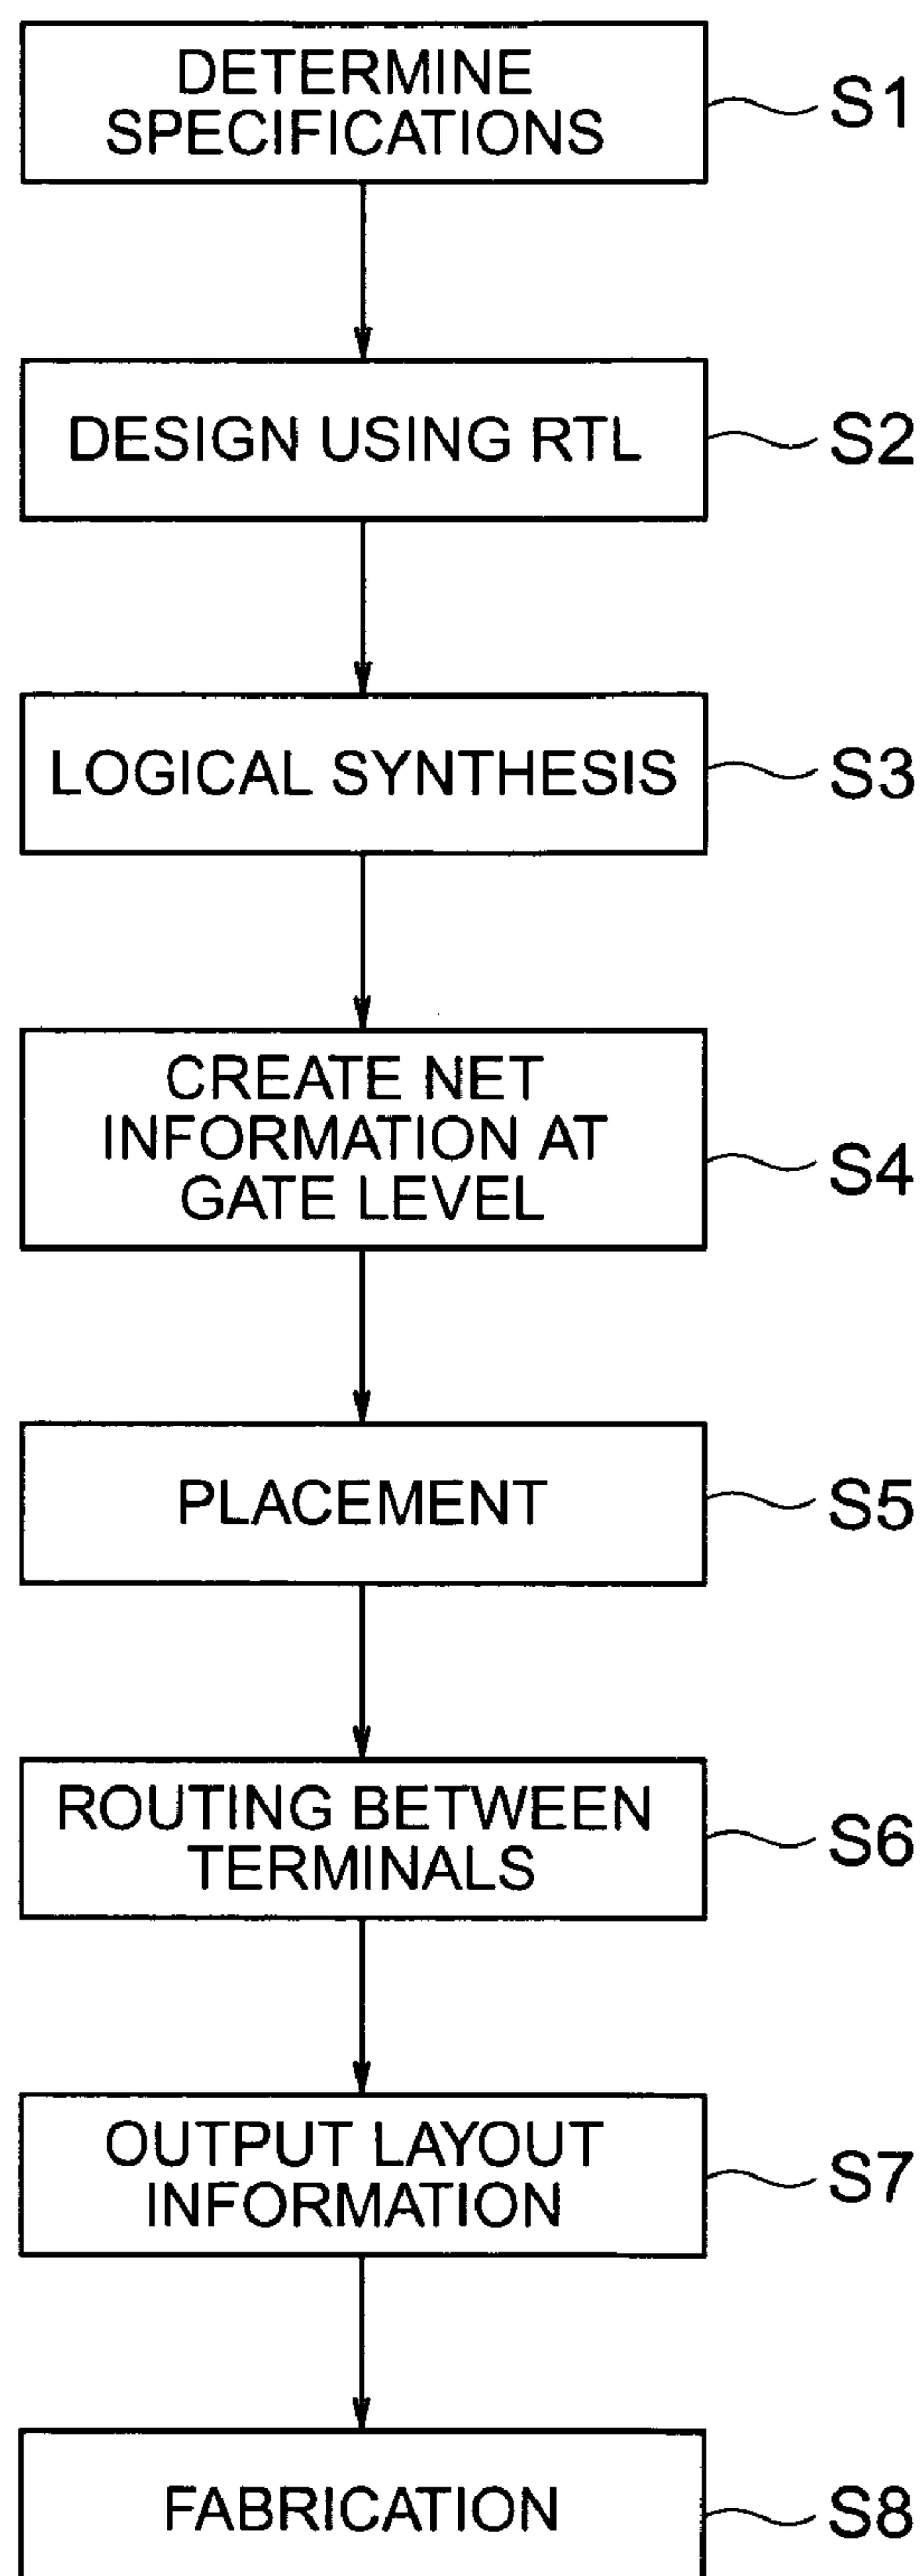 DETERMINE
SPECIFICATIONS
S1
DESIGN USING RTL
S2
LOGICAL SYNTHESIS
S3
CREATE NET
INFORMATION AT
GATE LEVEL
S4
PLACEMENT
S5
ROUTING BETWEEN
TERMINALS
S6
OUTPUT LAYOUT
INFORMATION
S7
FABRICATION
S8